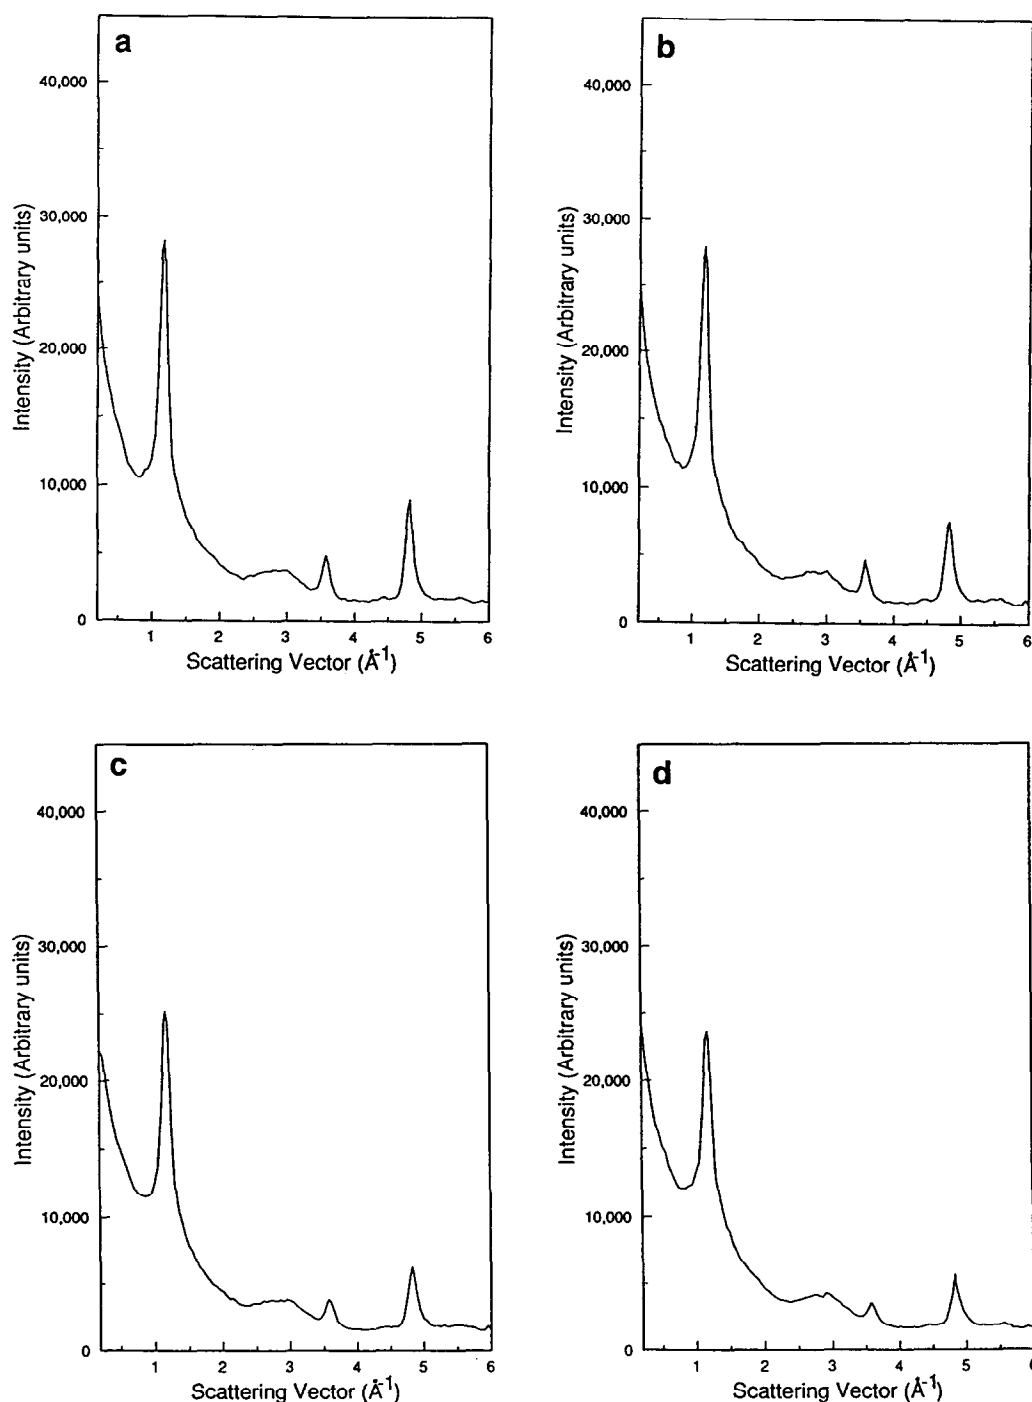 a
40,000
30,000
20,000
10,000
0
1 2 3 4 5 6
Intensity (Arbitrary units)
Scattering Vector (Å-1)
b
40,000
30,000
20,000
10,000
0
1 2 3 4 5 6
Intensity (Arbitrary units)
Scattering Vector (Å-1)
c
40,000
30,000
20,000
10,000
0
1 2 3 4 5 6
Intensity (Arbitrary units)
Scattering Vector (Å-1)
d
40,000
30,000
20,000
10,000
0
1 2 3 4 5 6
Intensity (Arbitrary units)
Scattering Vector (Å-1)